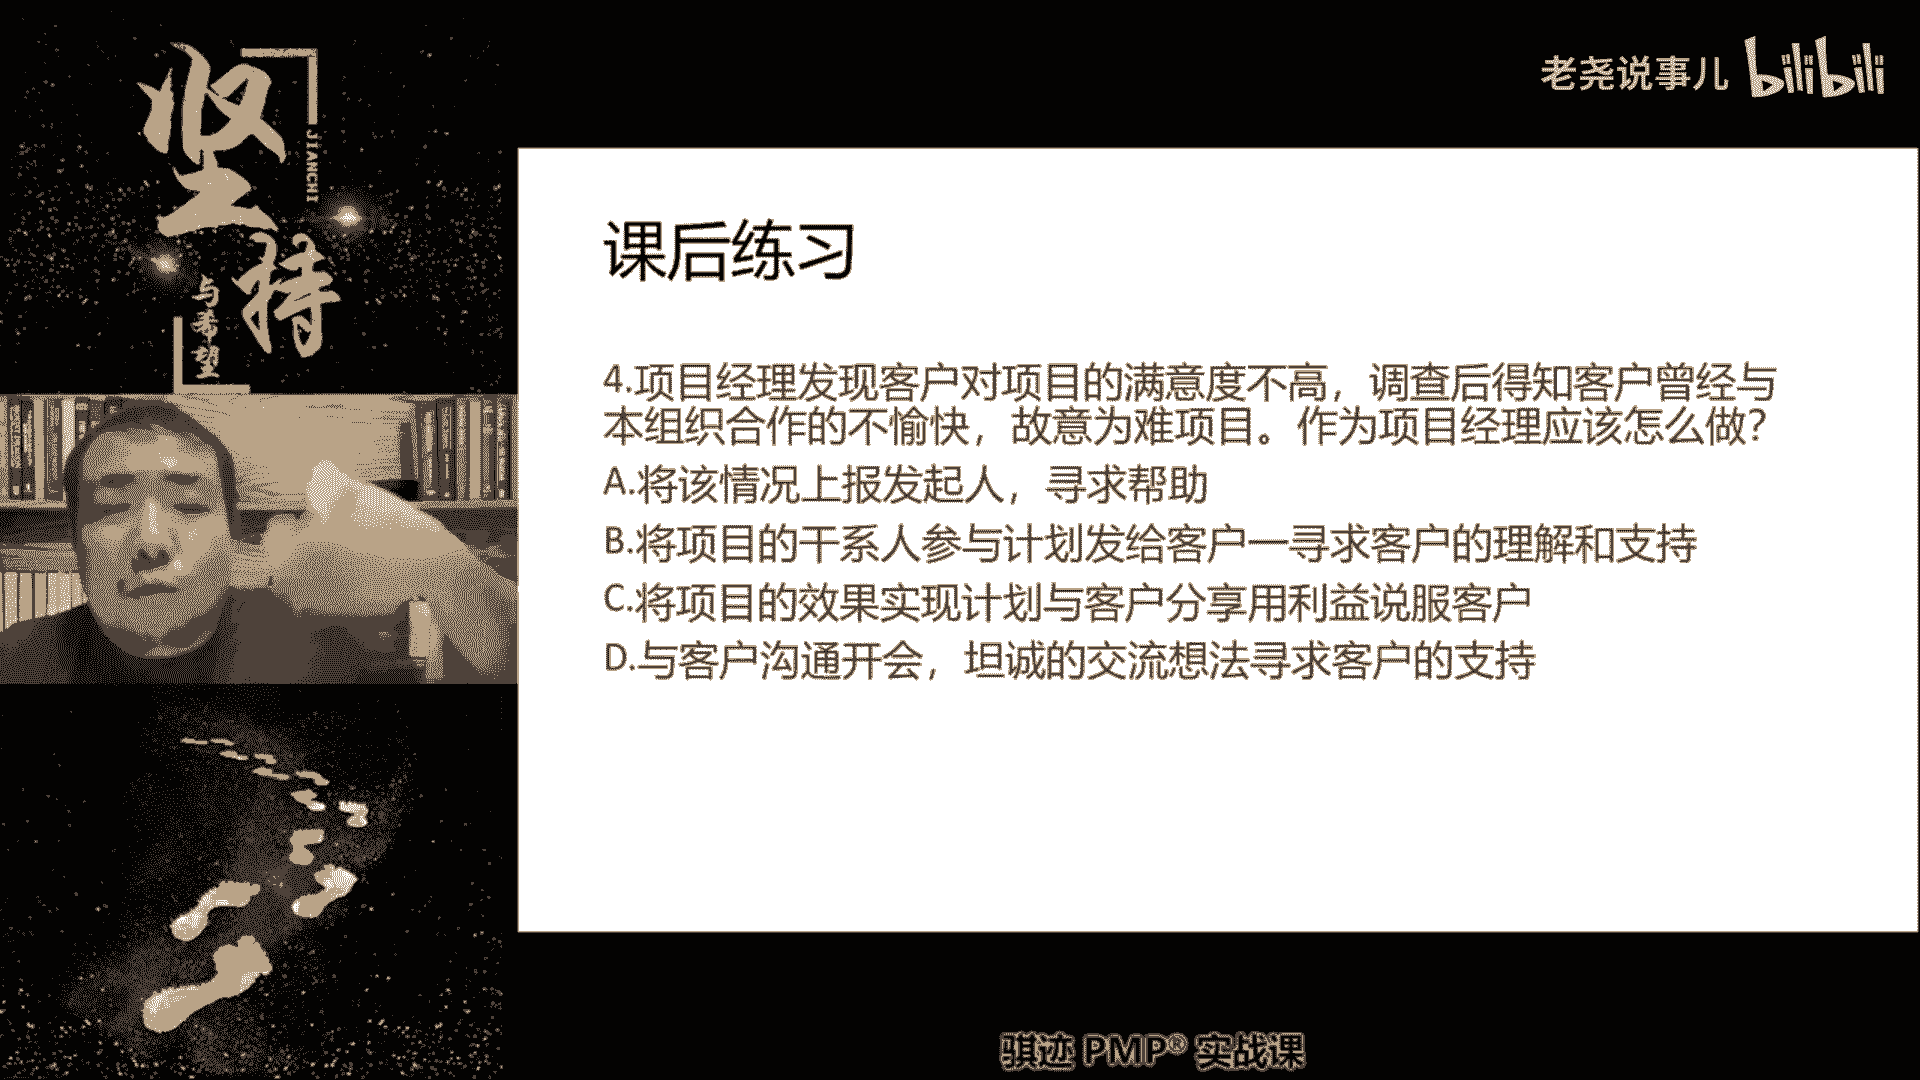 坚
持
JIANCHI
与希望
老尧说事儿 bilibili
课后练习
4.项目经理发现客户对项目的满意度不高，调查后得知客户曾经与
本组织合作的不愉快，故意为难项目。作为项目经理应该怎么做？
A.将该情况上报发起人，寻求帮助
B.将项目的干系人参与计划发给客户一寻求客户的理解和支持
C.将项目的效果实现计划与客户分享用利益说服客户
D.与客户沟通开会，坦诚的交流想法寻求客户的支持
骐迹 PMP® 实战课